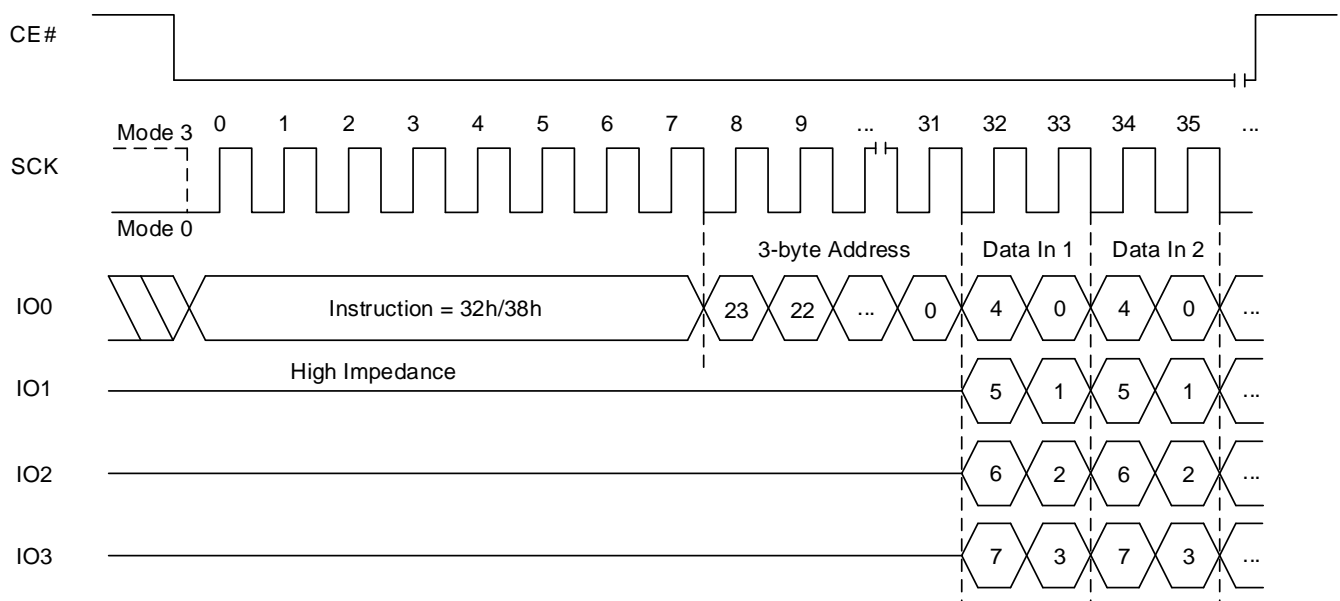 CE#
Mode 3 0 1 2 3 4 5 6 7 8 9 ... 31 32 33 34 35 ...
SCK
Mode 0
3-byte Address Data In 1 Data In 2
IO0 Instruction = 32h/38h 23 22 ... 0 4 0 4 0 ...
High Impedance
IO1 5 1 5 1 ...
IO2 6 2 6 2 ...
IO3 7 3 7 3 ...